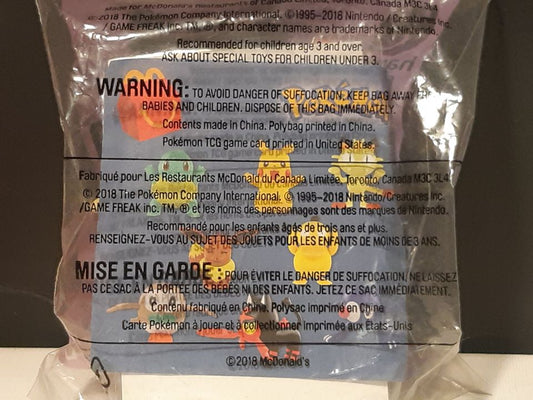 Made for McDonald's Restaurants of Canada Limited, Toronto, Canada M3C 3L4
©2018 The Pokémon Company International. ©1995-2018 Nintendo/Creatures Inc.
/GAME FREAK inc. TM, ®, and character names are trademarks of Nintendo.
Recommended for children age 3 and over.
ASK ABOUT SPECIAL TOYS FOR CHILDREN UNDER 3.
WARNING: TO AVOID DANGER OF SUFFOCATION, KEEP BAG AWAY
BABIES AND CHILDREN. DISPOSE OF THIS BAG IMMEDIATELY.
Contents made in China. Polybag printed in China.
Pokémon TCG game card printed in United States.
Fabriqué pour Les Restaurants McDonald du Canada Limitée, Toronto, Canada M3C 3L4
© 2018 The Pokémon Company International. ©1995-2018 Nintendo/Creatures Inc.
/GAME FREAK inc. TM, ® et les noms des personnages sont des marques de Nintendo.
Recommandé pour les enfants âgés de trois ans et plus.
RENSEIGNEZ-VOUS AU SUJET DES JOUETS POUR LES ENFANTS DE MOINS DE 3 ANS.
MISE EN GARDE : POUR ÉVITER LE DANGER DE SUFFOCATION, NE LAISSEZ
PAS CE SAC À LA PORTÉE DES BÉBÉS NI DES ENFANTS. JETEZ CE SAC IMMÉDIATEMENT.
Contenu fabriqué en Chine. Polysac imprimé en Chine
Carte Pokémon à jouer et à collectionner imprimée aux États-Unis
©2018 McDonald's